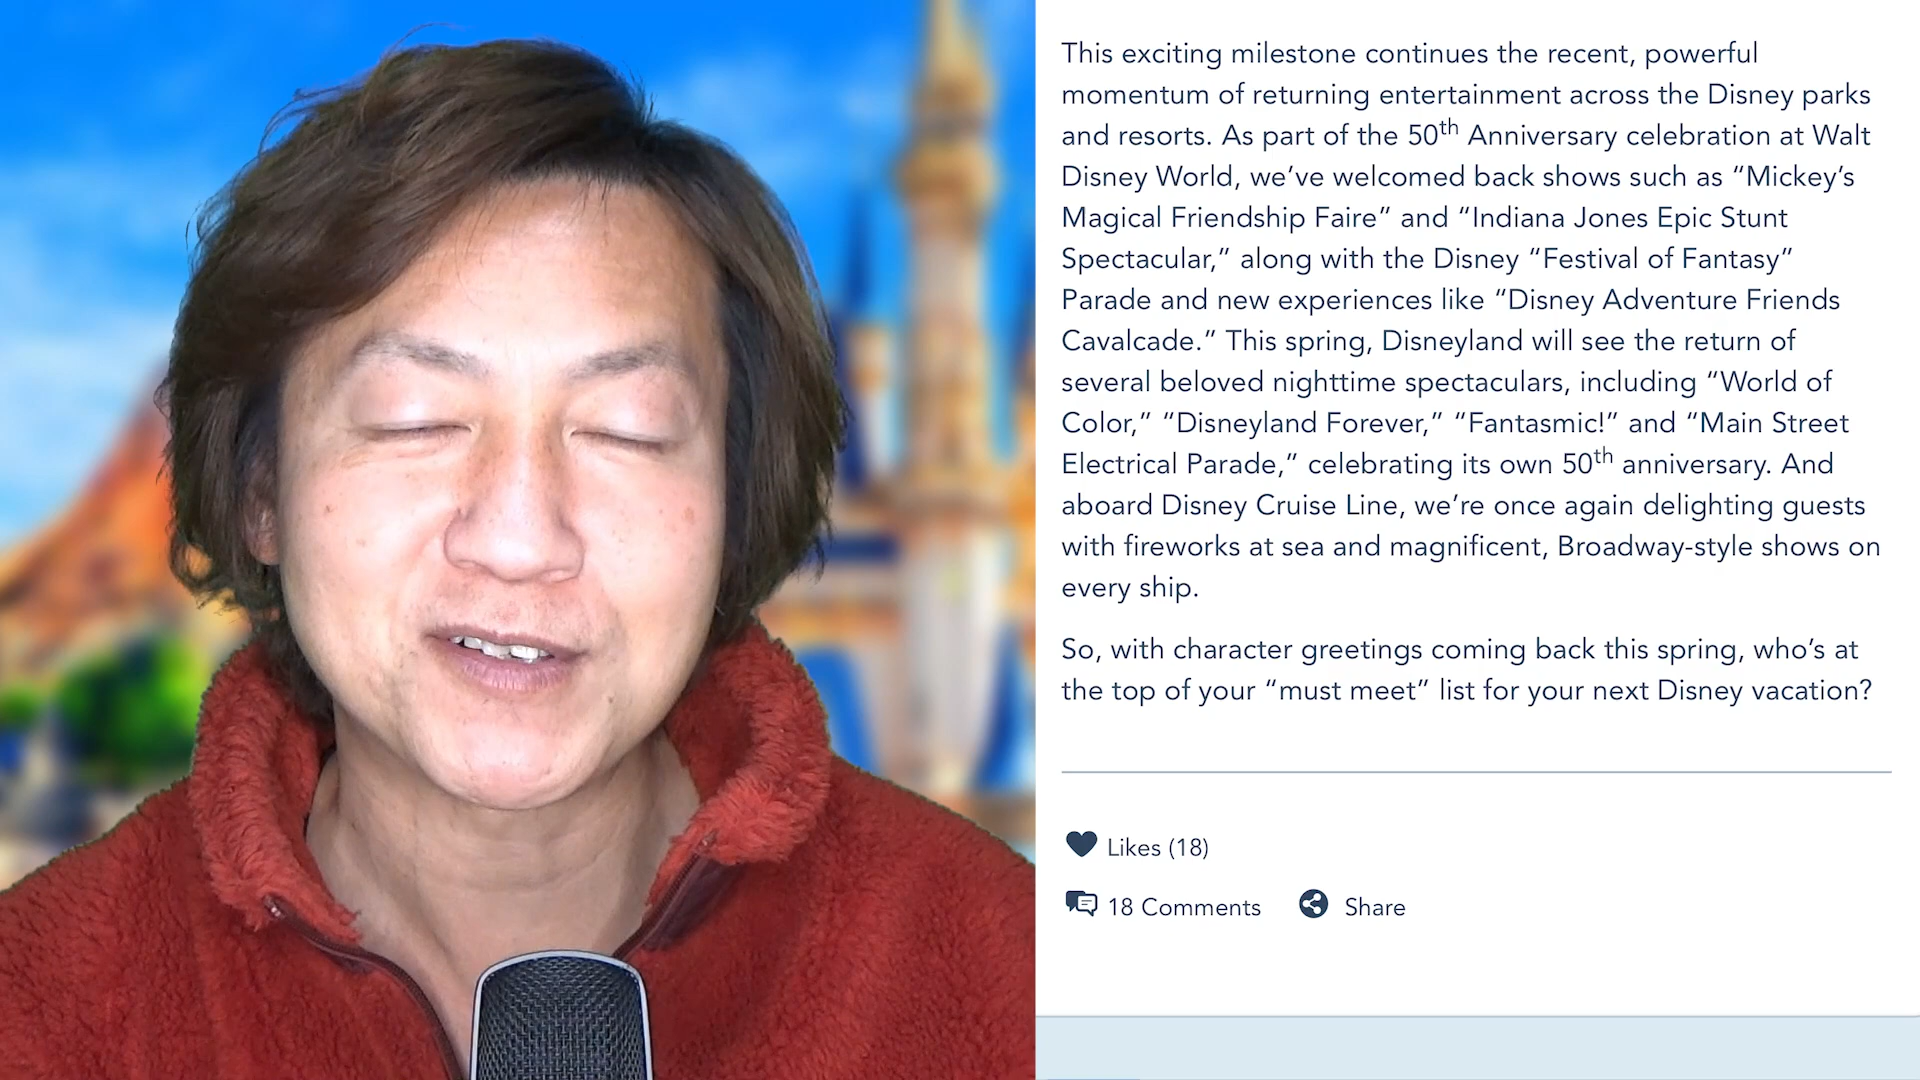 This exciting milestone continues the recent, powerful
momentum of returning entertainment across the Disney parks
and resorts. As part of the 50th Anniversary celebration at Walt
Disney World, we’ve welcomed back shows such as “Mickey’s
Magical Friendship Faire” and “Indiana Jones Epic Stunt
Spectacular,” along with the Disney “Festival of Fantasy”
Parade and new experiences like “Disney Adventure Friends
Cavalcade.” This spring, Disneyland will see the return of
several beloved nighttime spectaculars, including “World of
Color,” “Disneyland Forever,” “Fantasmic!” and “Main Street
Electrical Parade,” celebrating its own 50th anniversary. And
aboard Disney Cruise Line, we’re once again delighting guests
with fireworks at sea and magnificent, Broadway-style shows on
every ship.
So, with character greetings coming back this spring, who’s at
the top of your “must meet” list for your next Disney vacation?
Likes (18)
18 Comments Share